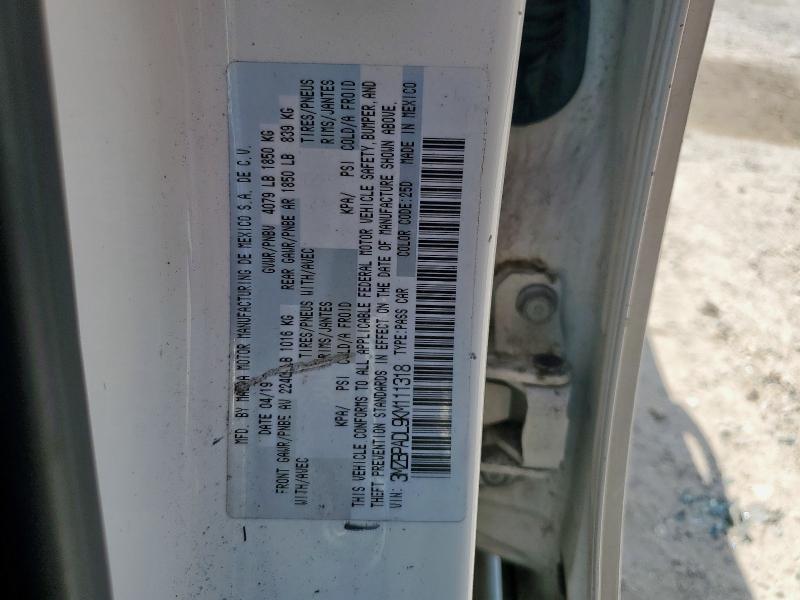 MFD. BY MAZDA MOTOR MANUFACTURING DE MEXICO S.A. DE C.V.
DATE 04/19 GVWR/PNBV 4079 LB 1850 KG
FRONT GAWR/PNBE AV 2240 LB 1016 KG REAR GAWR/PNBE AR 1850 LB 839 KG
WITH/AVEC TIRES/PNEUS WITH/AVEC TIRES/PNEUS
RIMS/JANTES RIMS/JANTES
KPA/ PSI COLD/A FROID KPA/ PSI COLD/A FROID
THIS VEHICLE CONFORMS TO ALL APPLICABLE FEDERAL MOTOR VEHICLE SAFETY, BUMPER, AND
THEFT PREVENTION STANDARDS IN EFFECT ON THE DATE OF MANUFACTURE SHOWN ABOVE.
VIN: 3MZBPADL9KM111318 TYPE:PASS CAR COLOR CODE:25D MADE IN MEXICO